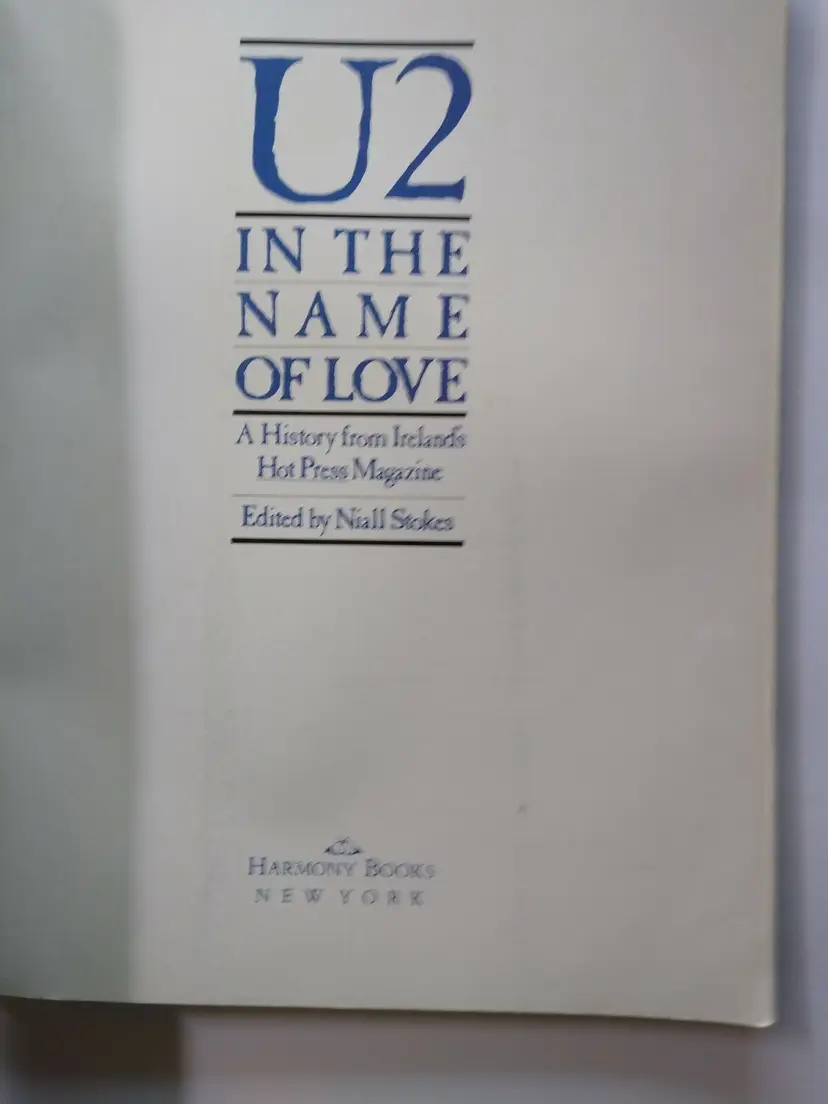 U2
IN THE
NAME
OF LOVE
A History from Ireland's
Hot Press Magazine
Edited by Niall Stokes
HARMONY BOOKS
NEW YORK